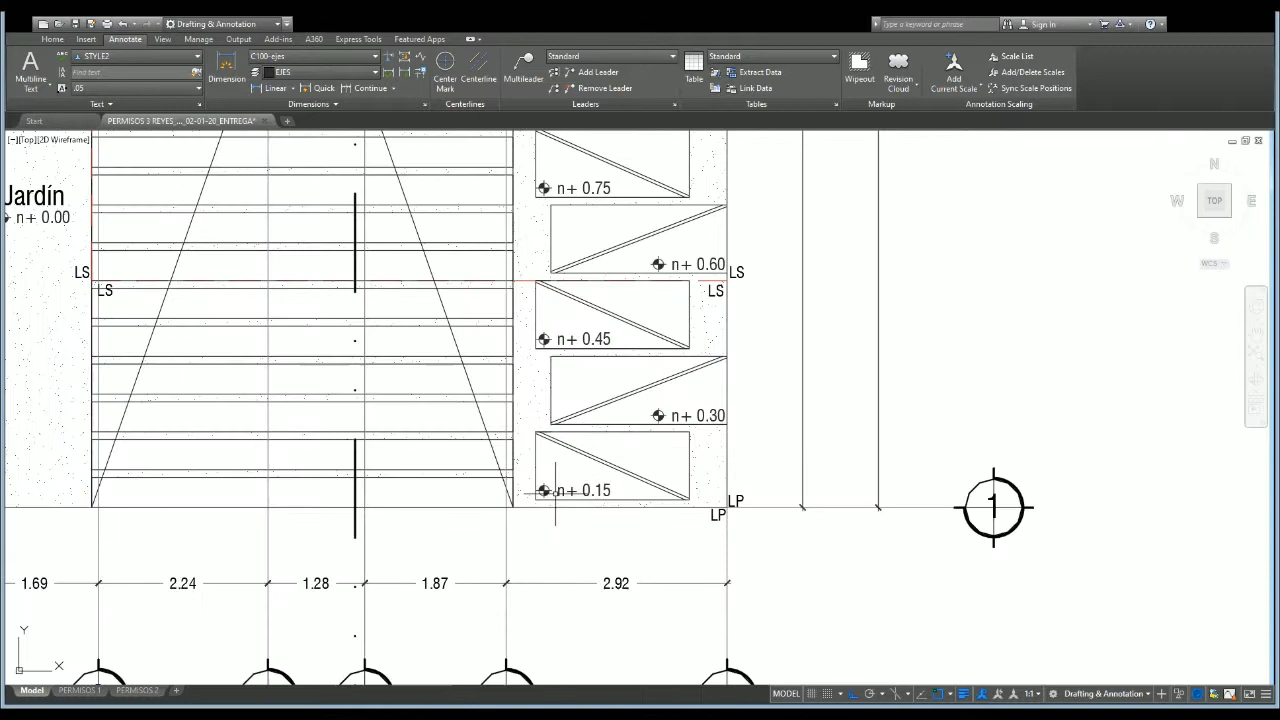 Drafting & Annotation
Type a keyword or phrase
Sign In
Home Insert Annotate View Manage Output Add-ins A360 Express Tools Featured Apps
A Multiline Text
STYLE2
Find text
.05
Text
Dimension
C100-ejes
EJES
Linear Quick Continue
Dimensions
Center Mark
Centerline
Centerlines
Multileader
Standard
Add Leader
Remove Leader
Leaders
Table
Standard
Extract Data
Link Data
Tables
Wipeout
Revision Cloud
Markup
Add Current Scale
Scale List
Add/Delete Scales
Sync Scale Positions
Annotation Scaling
Start
PERMISOS 3 REYES_..._02-01-20_ENTREGA*
[−][Top][2D Wireframe]
N
W TOP E
S
WCS
Jardín
n+ 0.00
n+ 0.75
n+ 0.60
LS
LS
LS
LS
n+ 0.45
n+ 0.30
n+ 0.15
LP
LP
1
1.69 2.24 1.28 1.87 2.92
Y
X
Model PERMISOS 1 PERMISOS 2
MODEL 1:1 Drafting & Annotation